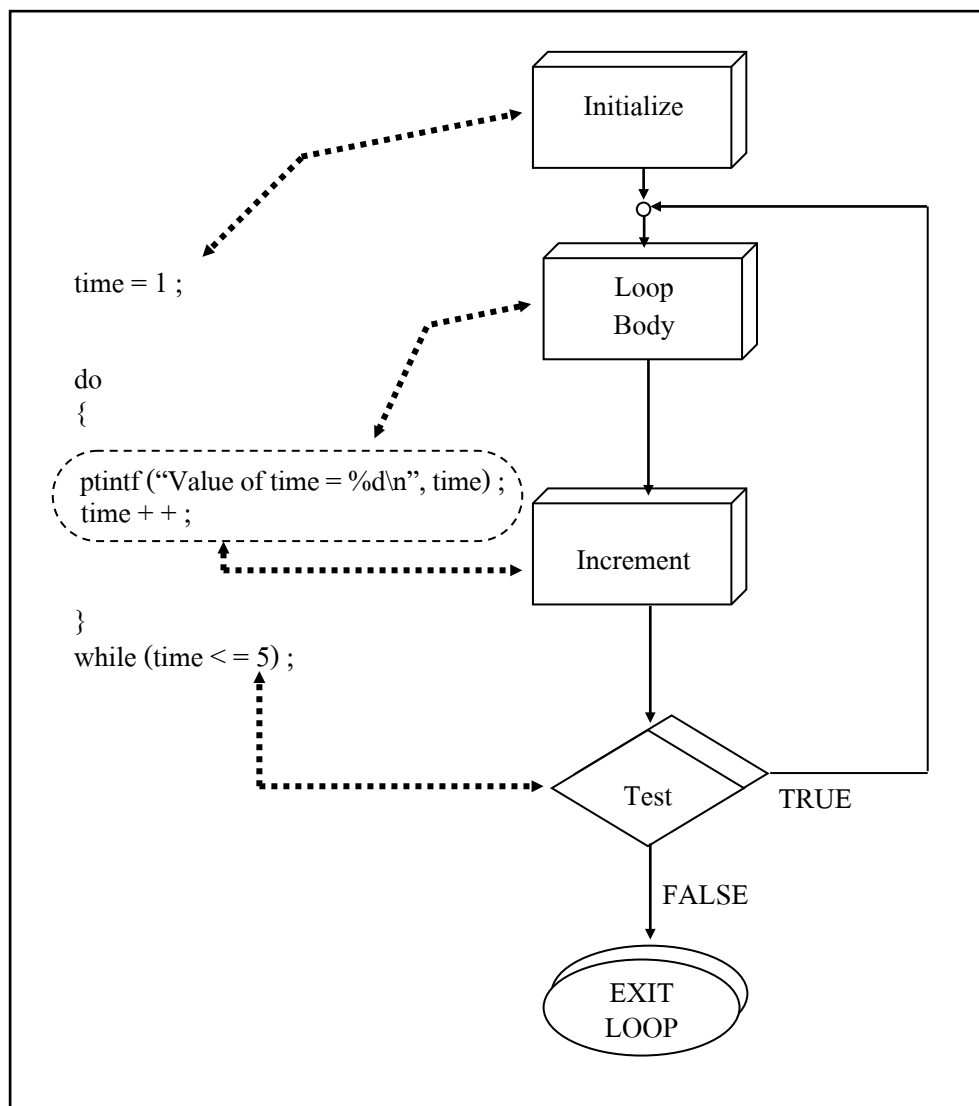 Initialize
time = 1 ;
Loop
Body
do
{
ptintf (“Value of time = %d\n”, time) ;
time + + ;
Increment
}
while (time < = 5) ;
Test
TRUE
FALSE
EXIT
LOOP